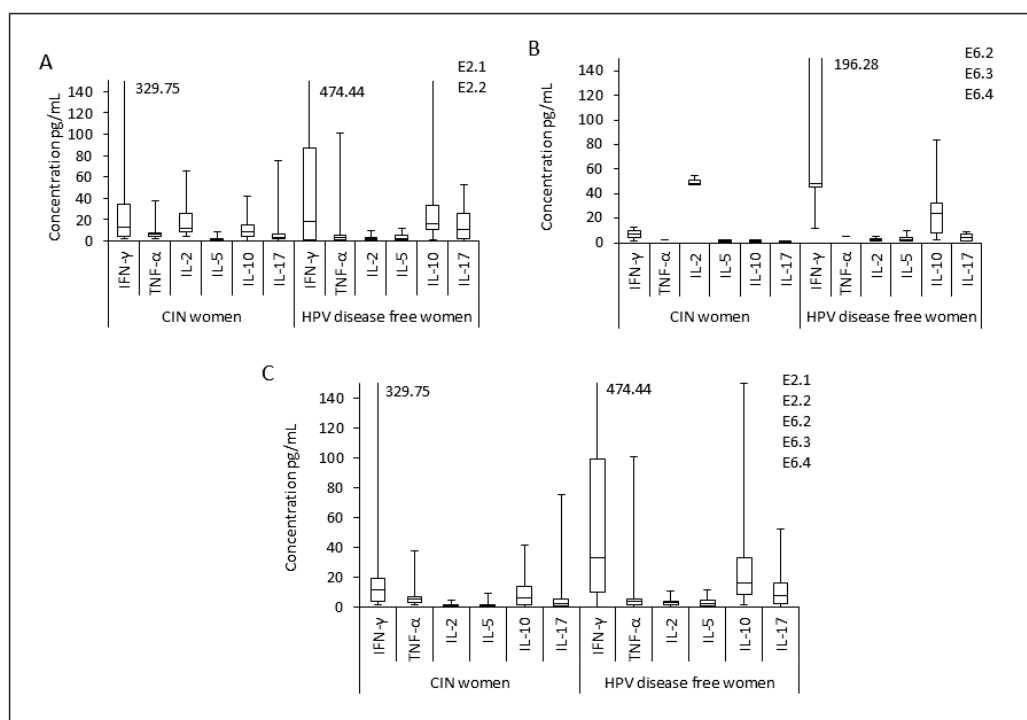 A
Concentration pg/mL
140
120
100
80
60
40
20
0
329.75
474.44
E2.1
E2.2
IFN-γ
TNF-α
IL-2
IL-5
IL-10
IL-17
IFN-γ
TNF-α
IL-2
IL-5
IL-10
IL-17
CIN women
HPV disease free women
B
Concentration pg/mL
140
120
100
80
60
40
20
0
196.28
E6.2
E6.3
E6.4
IFN-γ
TNF-α
IL-2
IL-5
IL-10
IL-17
IFN-γ
TNF-α
IL-2
IL-5
IL-10
IL-17
CIN women
HPV disease free women
C
Concentration pg/mL
140
120
100
80
60
40
20
0
329.75
474.44
E2.1
E2.2
E6.2
E6.3
E6.4
IFN-γ
TNF-α
IL-2
IL-5
IL-10
IL-17
IFN-γ
TNF-α
IL-2
IL-5
IL-10
IL-17
CIN women
HPV disease free women